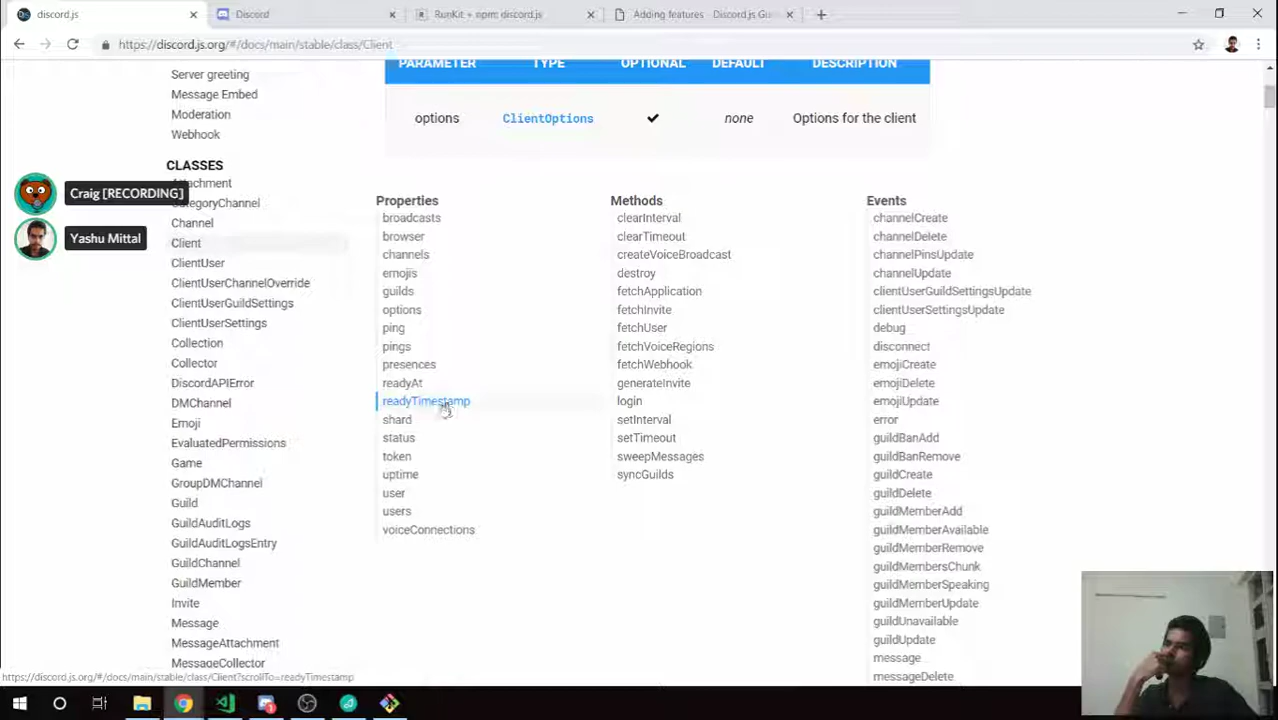 discord.js
Discord
RunKit + npm: discord.js
Adding features - Discord.js Gu
https://discord.js.org/#/docs/main/stable/class/Client
Server greeting
Message Embed
Moderation
Webhook
CLASSES
Attachment
CategoryChannel
Channel
Client
ClientUser
ClientUserChannelOverride
ClientUserGuildSettings
ClientUserSettings
Collection
Collector
DiscordAPIError
DMChannel
Emoji
EvaluatedPermissions
Game
GroupDMChannel
Guild
GuildAuditLogs
GuildAuditLogsEntry
GuildChannel
GuildMember
Invite
Message
MessageAttachment
MessageCollector
Craig [RECORDING]
Yashu Mittal
PARAMETER TYPE OPTIONAL DEFAULT DESCRIPTION
options ClientOptions ✔ none Options for the client
Properties
broadcasts
browser
channels
emojis
guilds
options
ping
pings
presences
readyAt
readyTimestamp
shard
status
token
uptime
user
users
voiceConnections
Methods
clearInterval
clearTimeout
createVoiceBroadcast
destroy
fetchApplication
fetchInvite
fetchUser
fetchVoiceRegions
fetchWebhook
generateInvite
login
setInterval
setTimeout
sweepMessages
syncGuilds
Events
channelCreate
channelDelete
channelPinsUpdate
channelUpdate
clientUserGuildSettingsUpdate
clientUserSettingsUpdate
debug
disconnect
emojiCreate
emojiDelete
emojiUpdate
error
guildBanAdd
guildBanRemove
guildCreate
guildDelete
guildMemberAdd
guildMemberAvailable
guildMemberRemove
guildMembersChunk
guildMemberSpeaking
guildMemberUpdate
guildUnavailable
guildUpdate
message
messageDelete
https://discord.js.org/#/docs/main/stable/class/Client?scrollTo=readyTimestamp